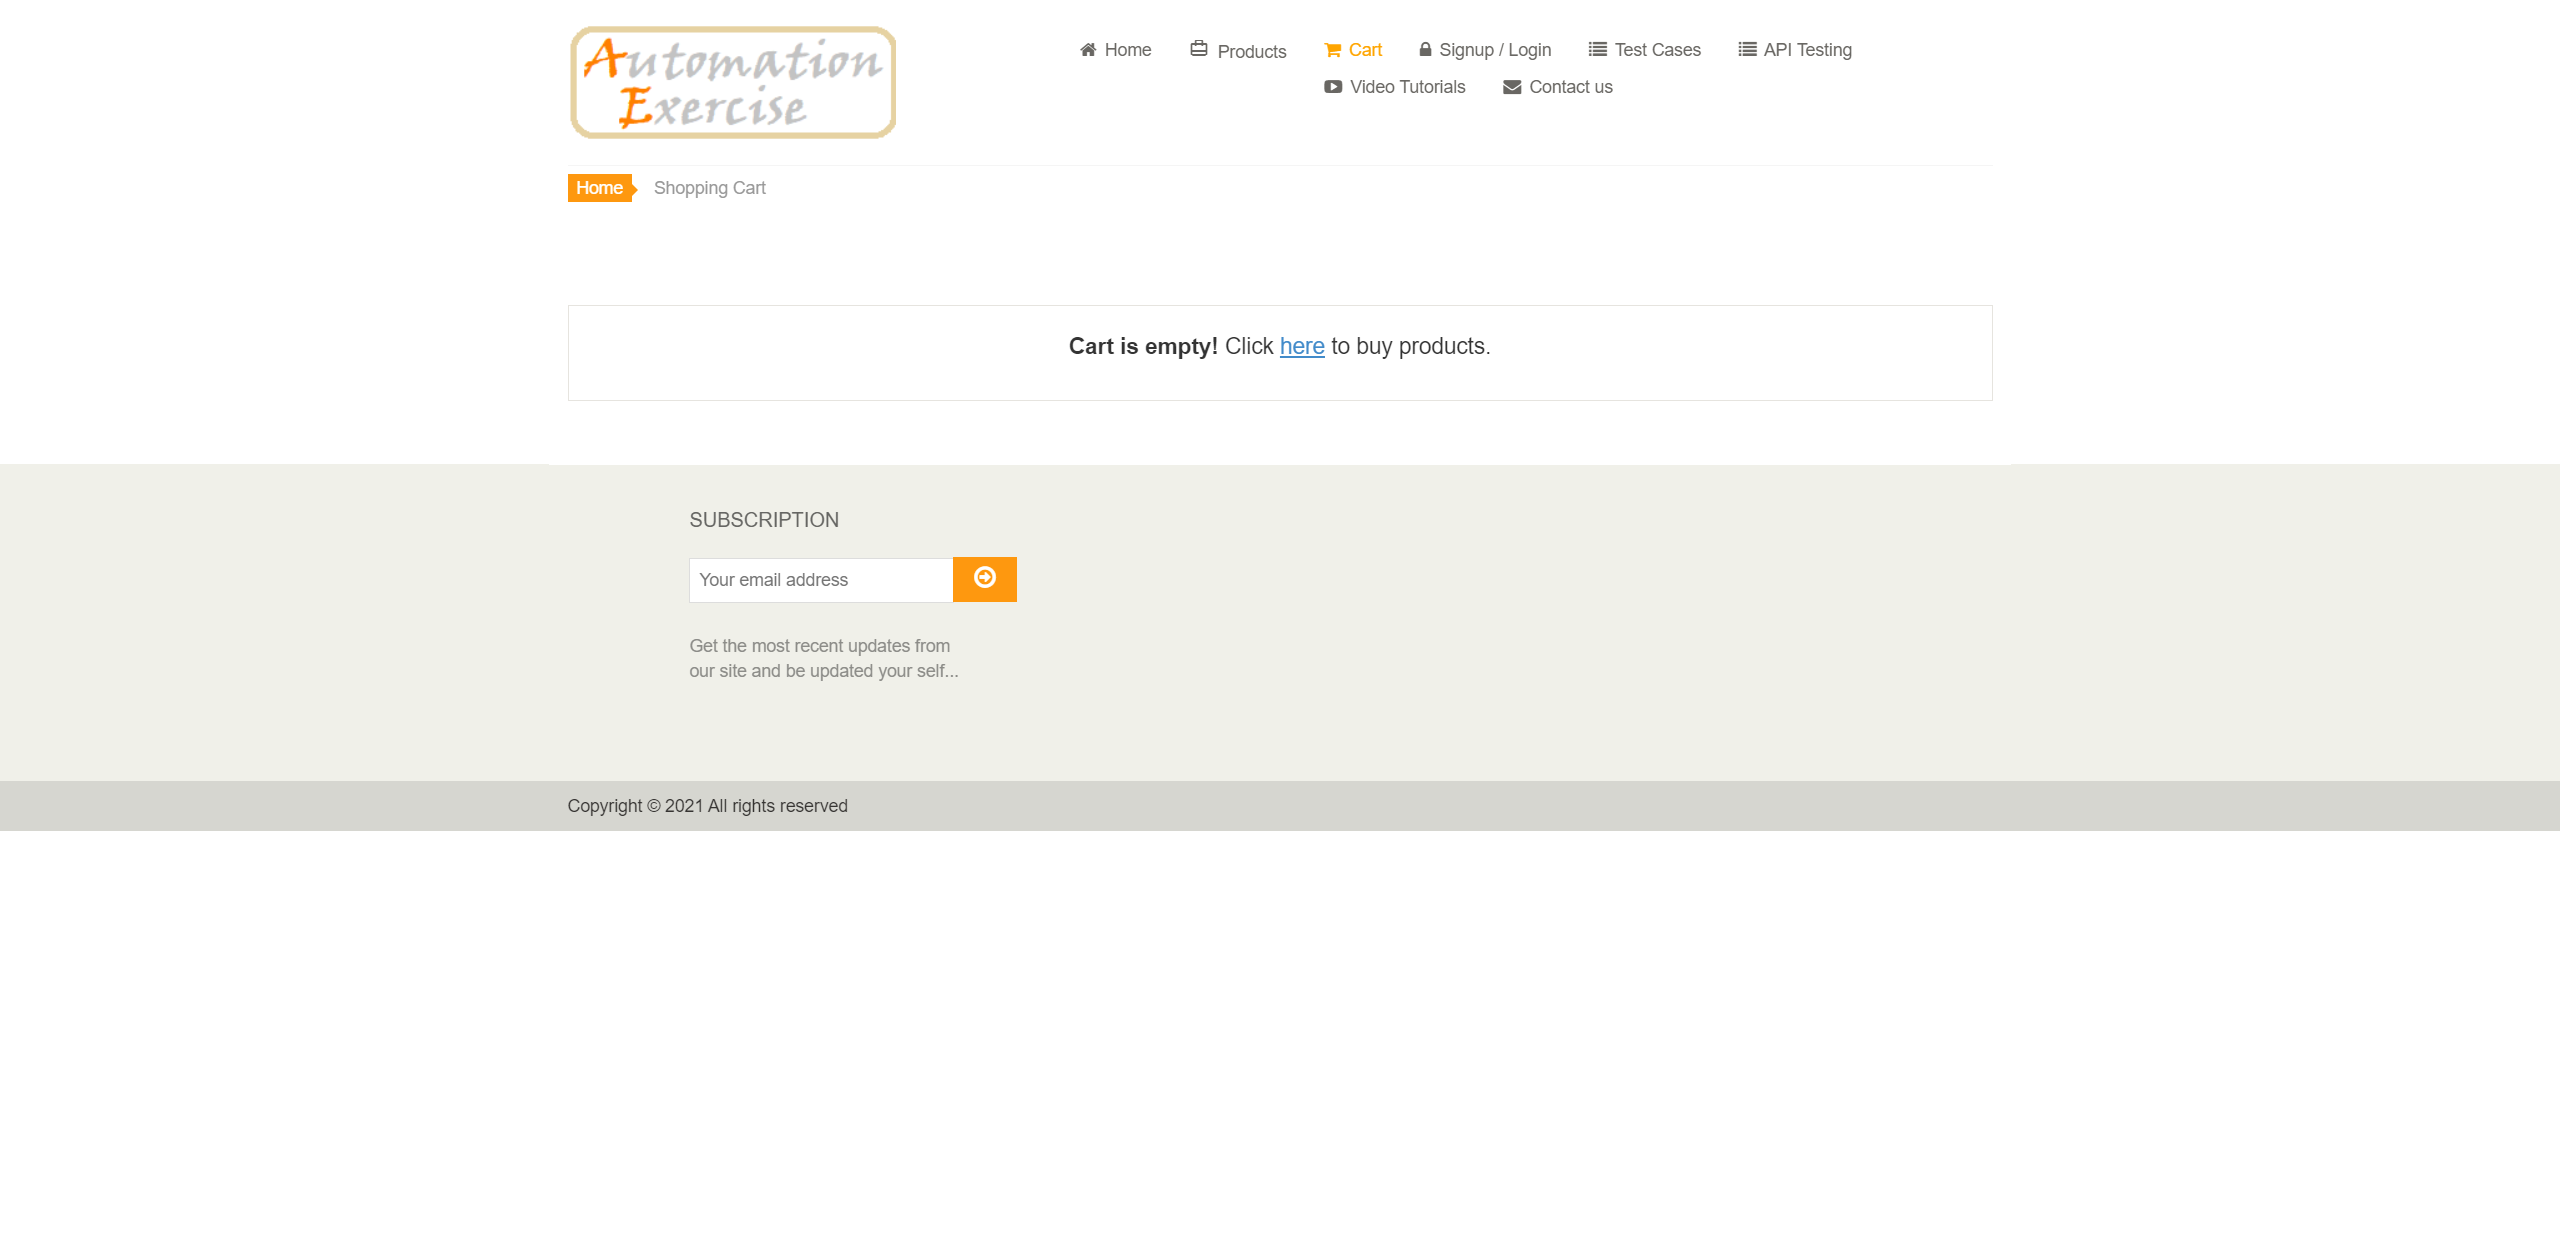 Automation
Exercise
Home Products Cart Signup / Login Test Cases API Testing
Video Tutorials Contact us
Home Shopping Cart
Cart is empty! Click here to buy products.
SUBSCRIPTION
Your email address
Get the most recent updates from
our site and be updated your self...
Copyright © 2021 All rights reserved